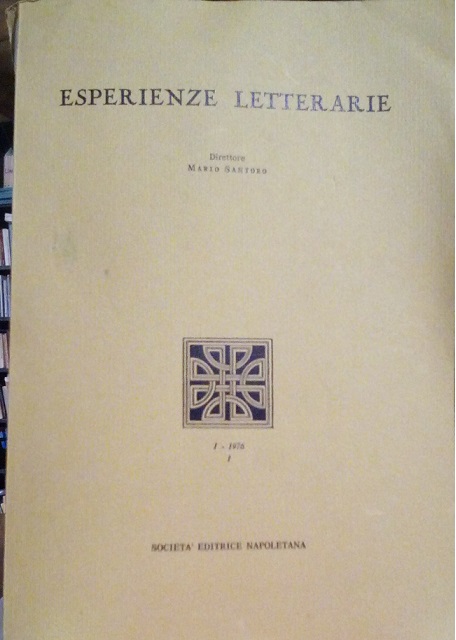 ESPERIENZE LETTERARIE
Direttore
MARIO SANTORO
I - 1976
1
SOCIETA' EDITRICE NAPOLETANA